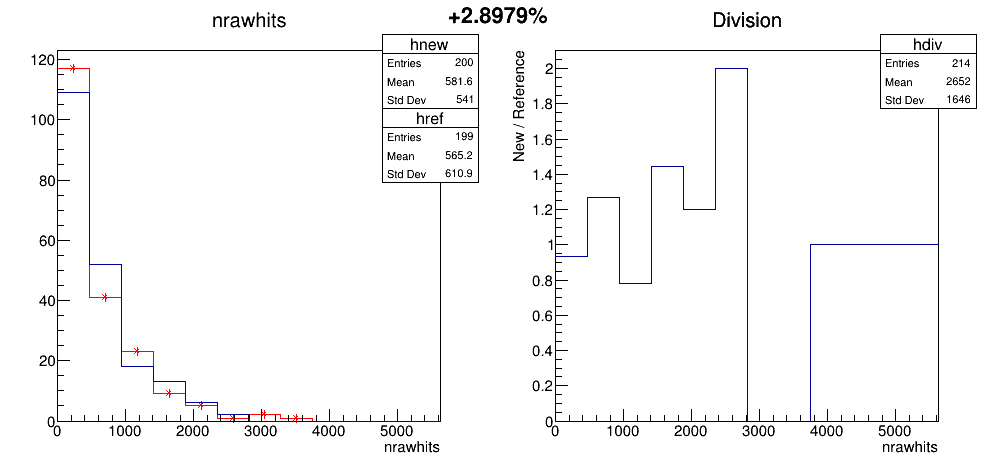 +2.8979%
nrawhits
hnew
Entries 200
Mean 581.6
Std Dev 541
href
Entries 199
Mean 565.2
Std Dev 610.9
120
100
80
60
40
20
0
0 1000 2000 3000 4000 5000
nrawhits
Division
hdiv
Entries 214
Mean 2652
Std Dev 1646
New / Reference
2
1.8
1.6
1.4
1.2
1
0.8
0.6
0.4
0.2
0
0 1000 2000 3000 4000 5000
nrawhits